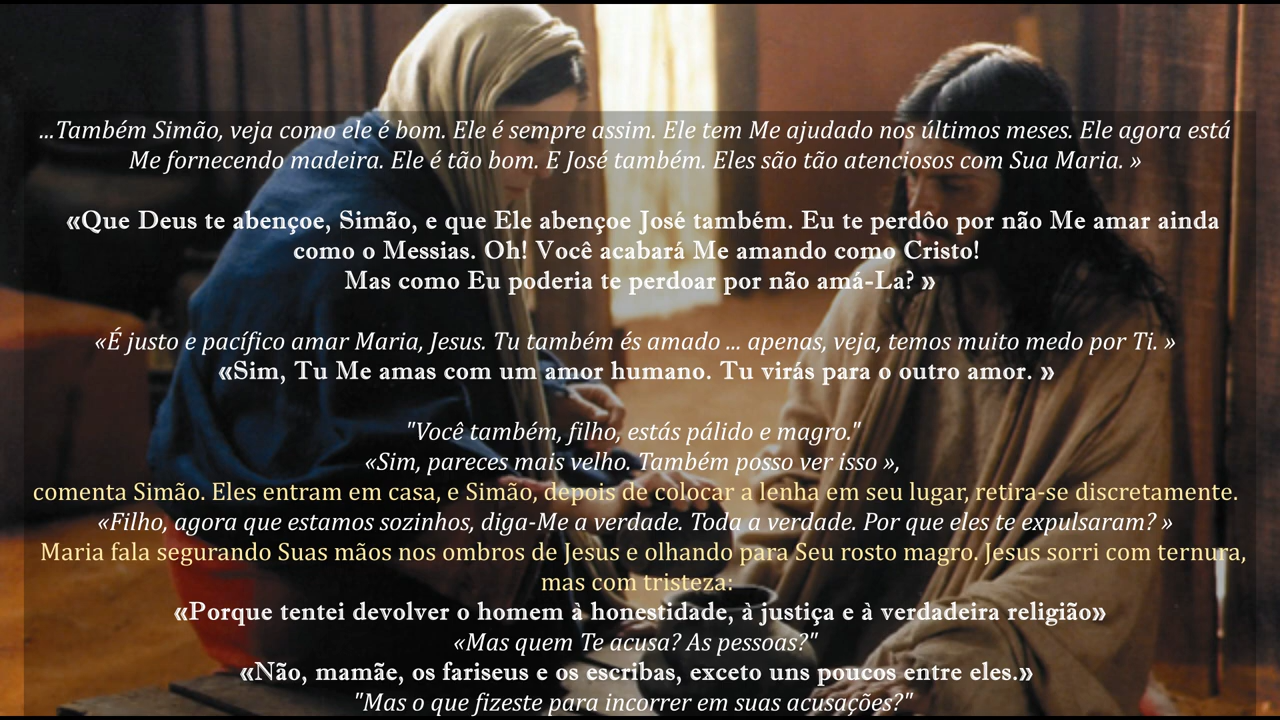 ...Também Simão, veja como ele é bom. Ele é sempre assim. Ele tem Me ajudado nos últimos meses. Ele agora está
Me fornecendo madeira. Ele é tão bom. E José também. Eles são tão atenciosos com Sua Maria. »
«Que Deus te abençoe, Simão, e que Ele abençoe José também. Eu te perdôo por não Me amar ainda
como o Messias. Oh! Você acabará Me amando como Cristo!
Mas como Eu poderia te perdoar por não amá-La? »
«É justo e pacífico amar Maria, Jesus. Tu também és amado ... apenas, veja, temos muito medo por Ti. »
«Sim, Tu Me amas com um amor humano. Tu virás para o outro amor. »
"Você também, filho, estás pálido e magro."
«Sim, pareces mais velho. Também posso ver isso »,
comenta Simão. Eles entram em casa, e Simão, depois de colocar a lenha em seu lugar, retira-se discretamente.
«Filho, agora que estamos sozinhos, diga-Me a verdade. Toda a verdade. Por que eles te expulsaram? »
Maria fala segurando Suas mãos nos ombros de Jesus e olhando para Seu rosto magro. Jesus sorri com ternura,
mas com tristeza:
«Porque tentei devolver o homem à honestidade, à justiça e à verdadeira religião»
«Mas quem Te acusa? As pessoas?"
«Não, mamãe, os fariseus e os escribas, exceto uns poucos entre eles.»
"Mas o que fizeste para incorrer em suas acusações?"